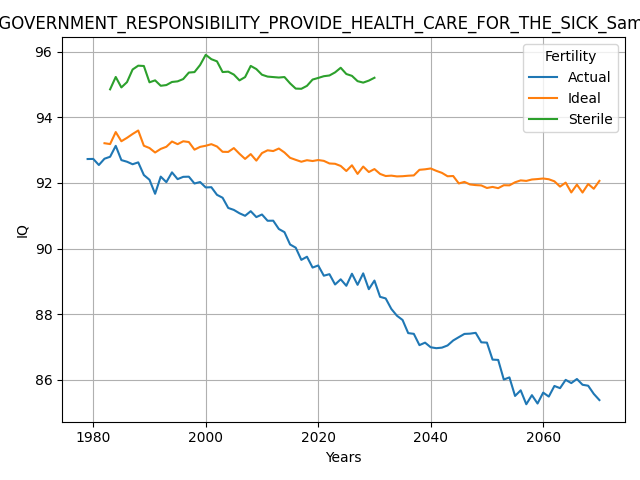 GOVERNMENT_RESPONSIBILITY_PROVIDE_HEALTH_CARE_FOR_THE_SICK_Sam
96
94
92
90
88
86
IQ
Fertility
Actual
Ideal
Sterile
1980
2000
2020
2040
2060
Years